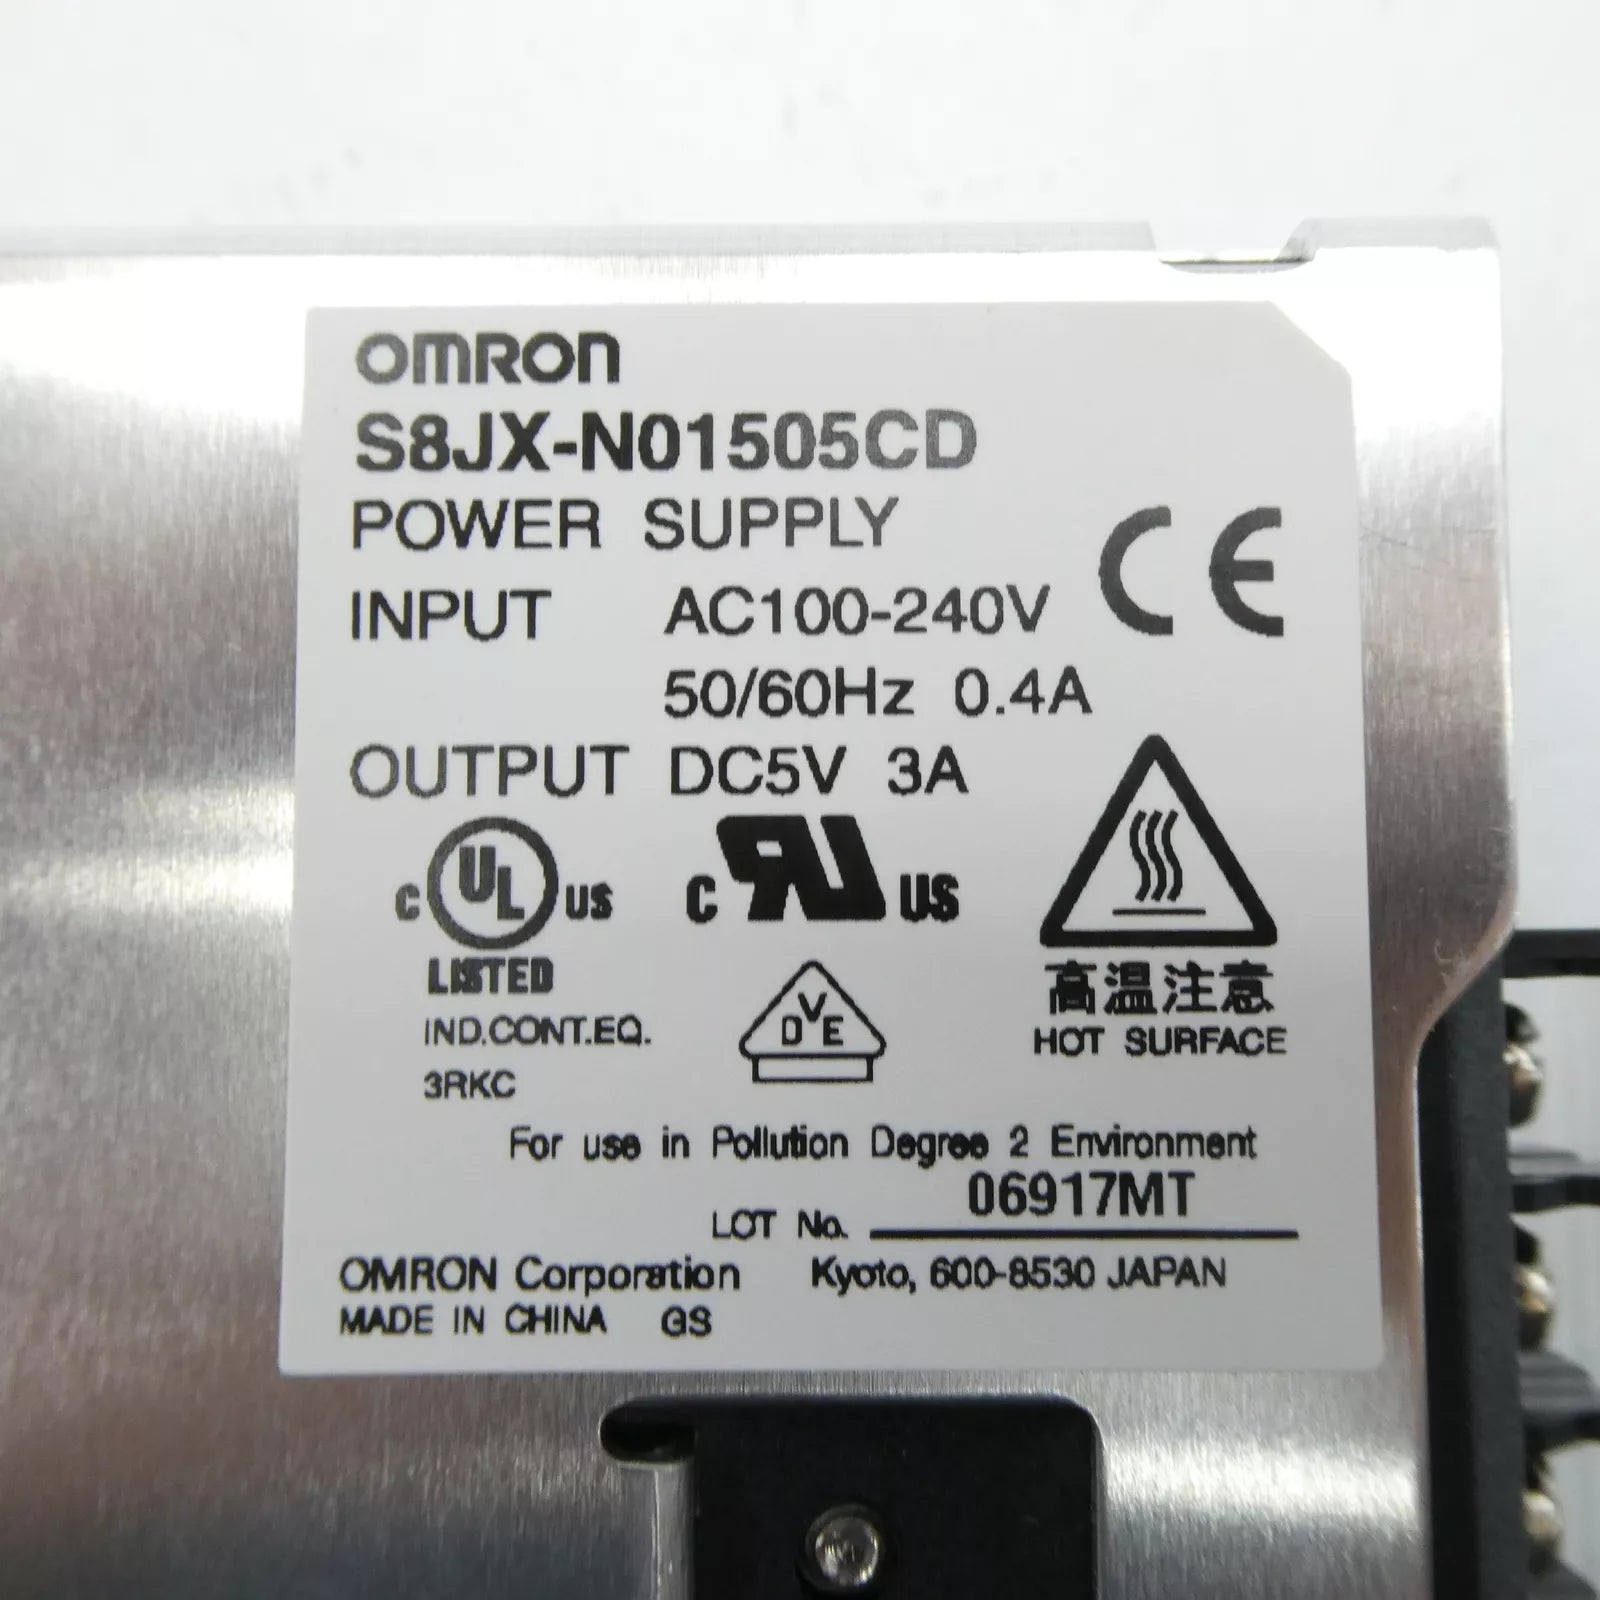 OMRON
S8JX-N01505CD
POWER SUPPLY
CE
INPUT AC100-240V
50/60Hz 0.4A
OUTPUT DC5V 3A
c UL US
LISTED
c RU US
IND.CONT.EQ.
3RKC
DVE
高温注意
HOT SURFACE
For use in Pollution Degree 2 Environment
LOT No. 06917MT
OMRON Corporation Kyoto, 600-8530 JAPAN
MADE IN CHINA GS